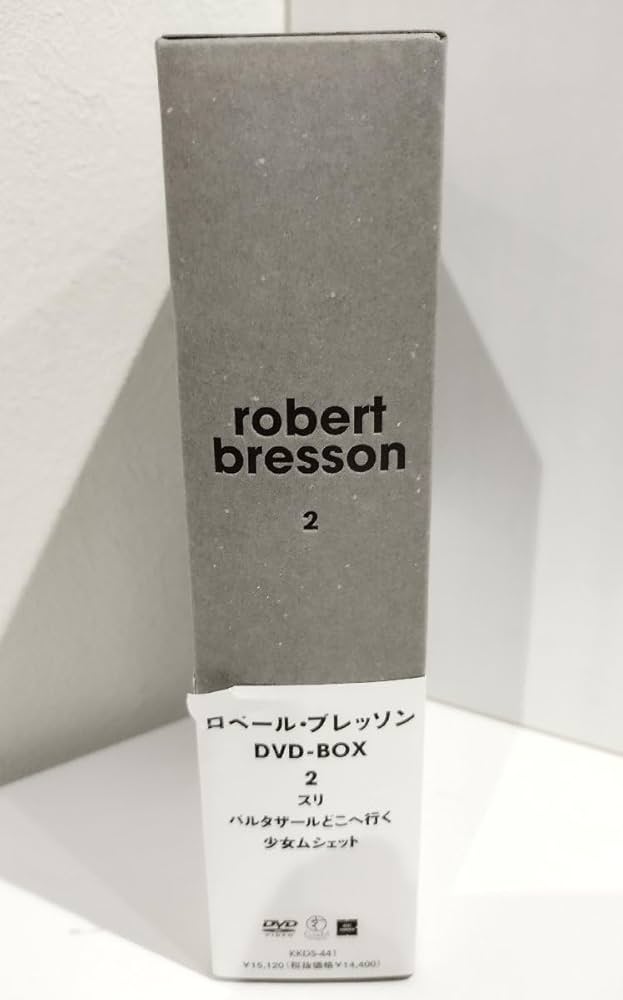 robert
bresson
2
ロベール・ブレッソン
DVD-BOX
2
スリ
バルタザールどこへ行く
少女ムシェット
DVD
VIDEO
KKDS-441
¥15,120(税抜価格¥14,400)